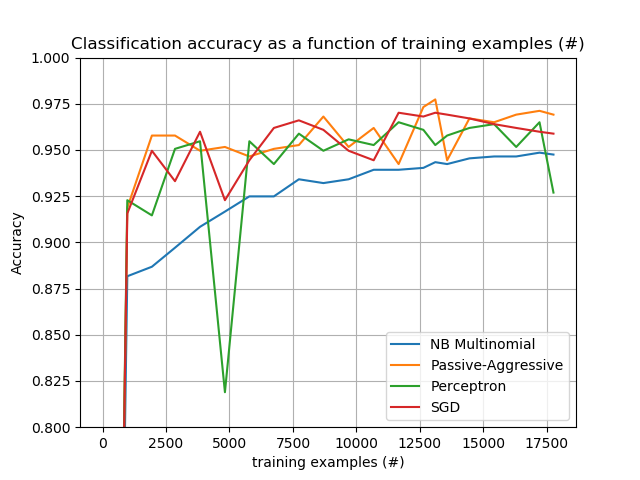 Classification accuracy as a function of training examples (#)
1.000
0.975
0.950
0.925
0.900
0.875
0.850
0.825
0.800
Accuracy
NB Multinomial
Passive-Aggressive
Perceptron
SGD
0 2500 5000 7500 10000 12500 15000 17500
training examples (#)